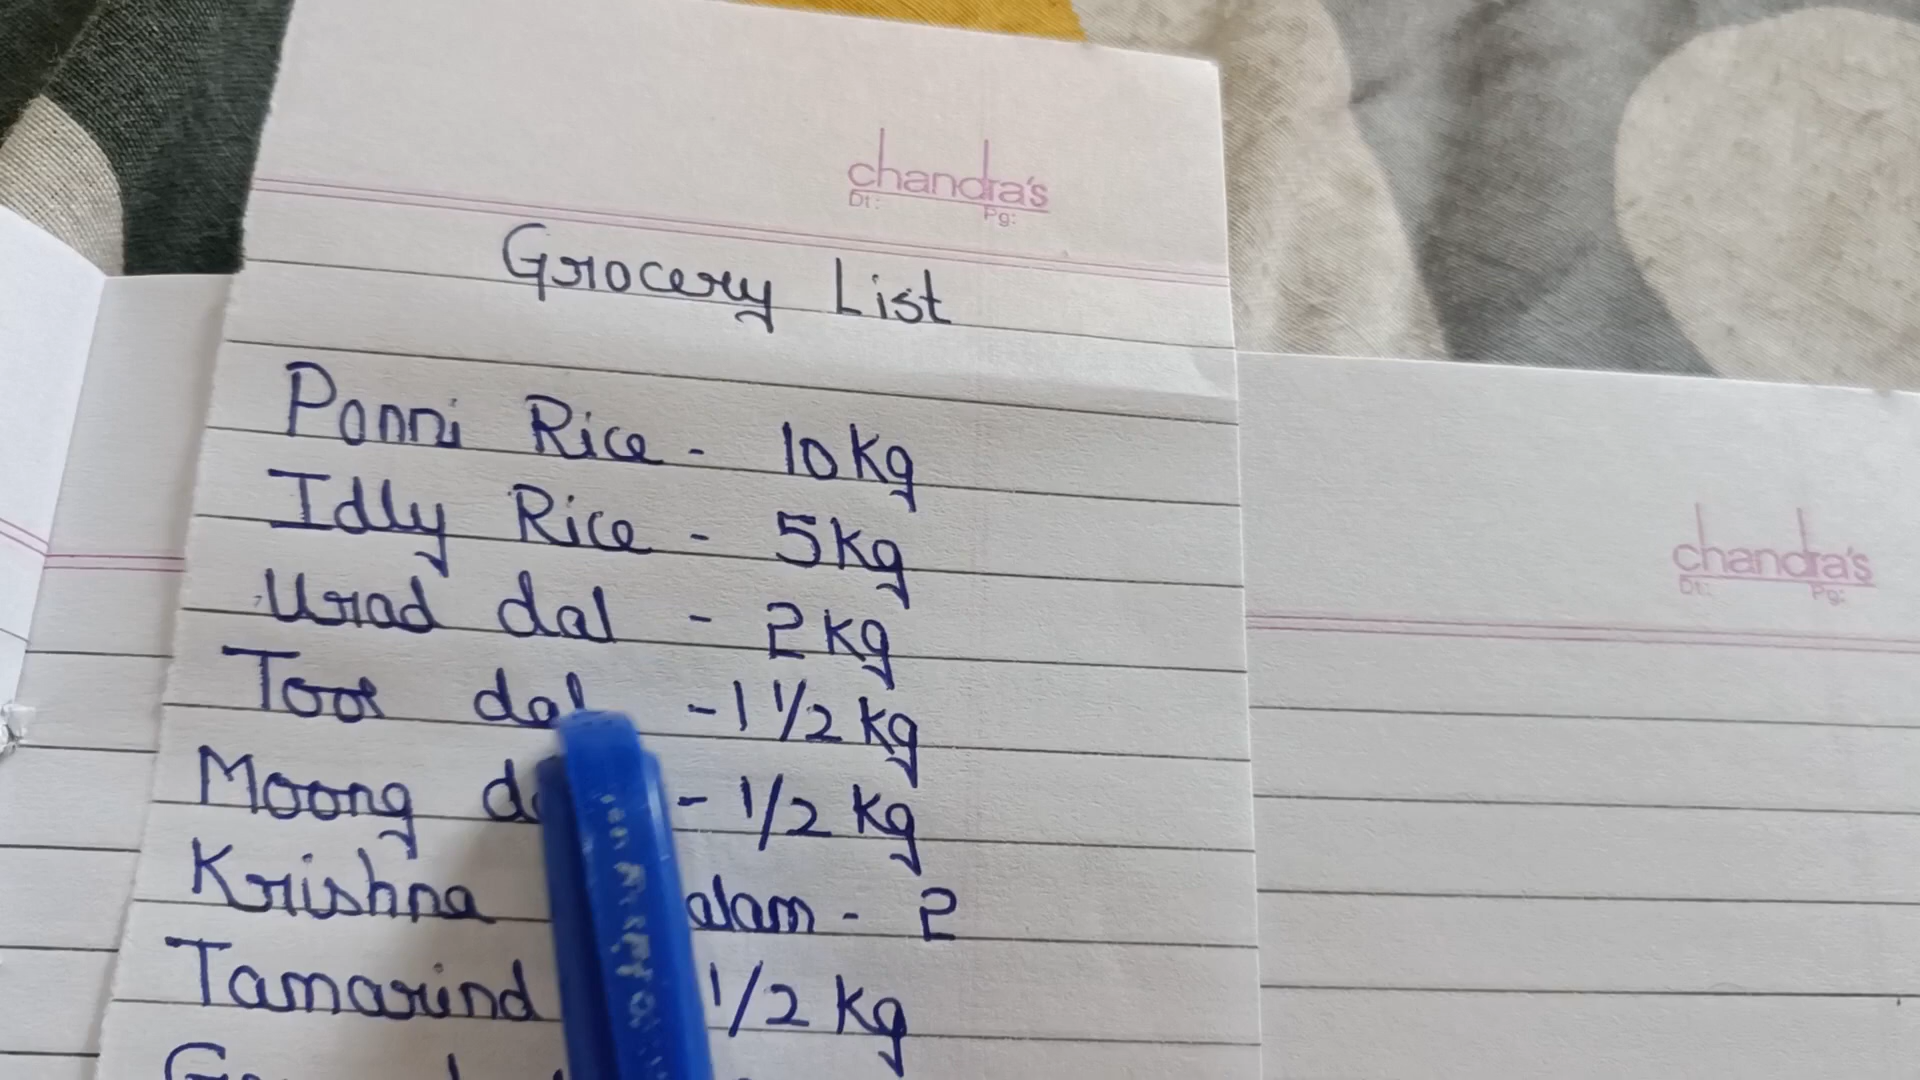 chandra's
Dt: Pg:
Grocery List
Ponni Rice - 10 Kg
Idly Rice - 5 Kg
Urad dal - 2 Kg
Toor dal - 1 1/2 Kg
Moong - 1/2 Kg
Krishna - 2
Tamarind 1/2 Kg
chandra's
Dt: Pg: